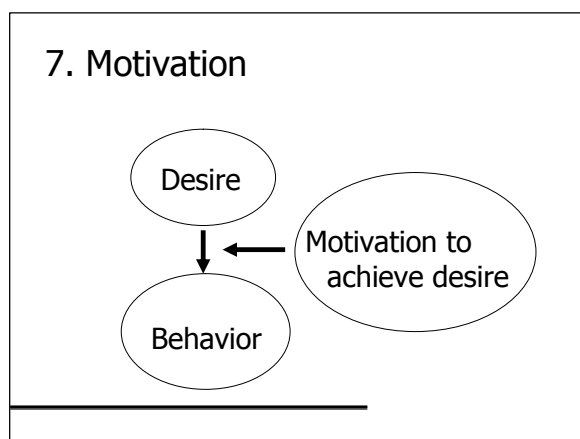 7. Motivation
Desire
Motivation to
achieve desire
Behavior